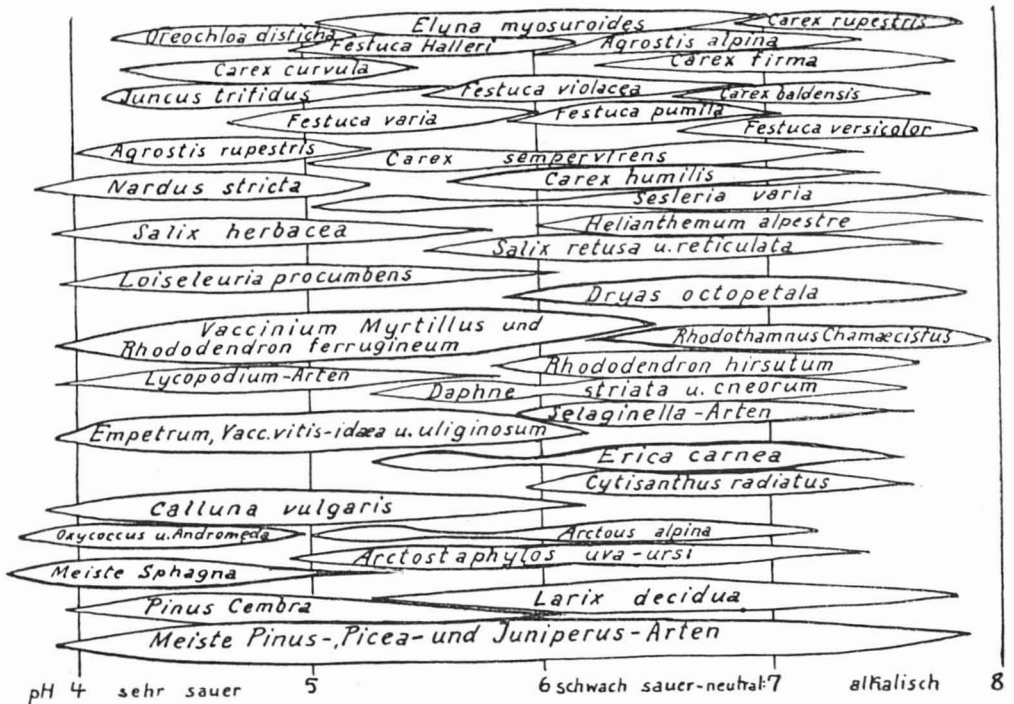 Elyna myosuroides
Carex rupestris
Oreochloa disticha
Festuca Halleri
Agrostis alpina
Carex curvula
Carex firma
Juncus trifidus
Festuca violacea
Carex baldensis
Festuca varia
Festuca pumila
Festuca versicolor
Agrostis rupestris
Carex sempervirens
Nardus stricta
Carex humilis
Sesleria varia
Salix herbacea
Helianthemum alpestre
Salix retusa u. reticulata
Loiseleuria procumbens
Dryas octopetala
Vaccinium Myrtillus und
Rhododendron ferrugineum
Rhodothamnus Chamæcistus
Rhododendron hirsutum
Lycopodium-Arten
Daphne striata u. cneorum
Selaginella-Arten
Empetrum, Vacc. vitis-idæa u. uliginosum
Erica carnea
Cytisanthus radiatus
Calluna vulgaris
Oxycoccus u. Andromeda
Arctous alpina
Arctostaphylos uva-ursi
Meiste Sphagna
Larix decidua
Pinus Cembra
Meiste Pinus-, Picea- und Juniperus-Arten
pH 4 sehr sauer 5 6 schwach sauer-neutral: 7 alkalisch 8